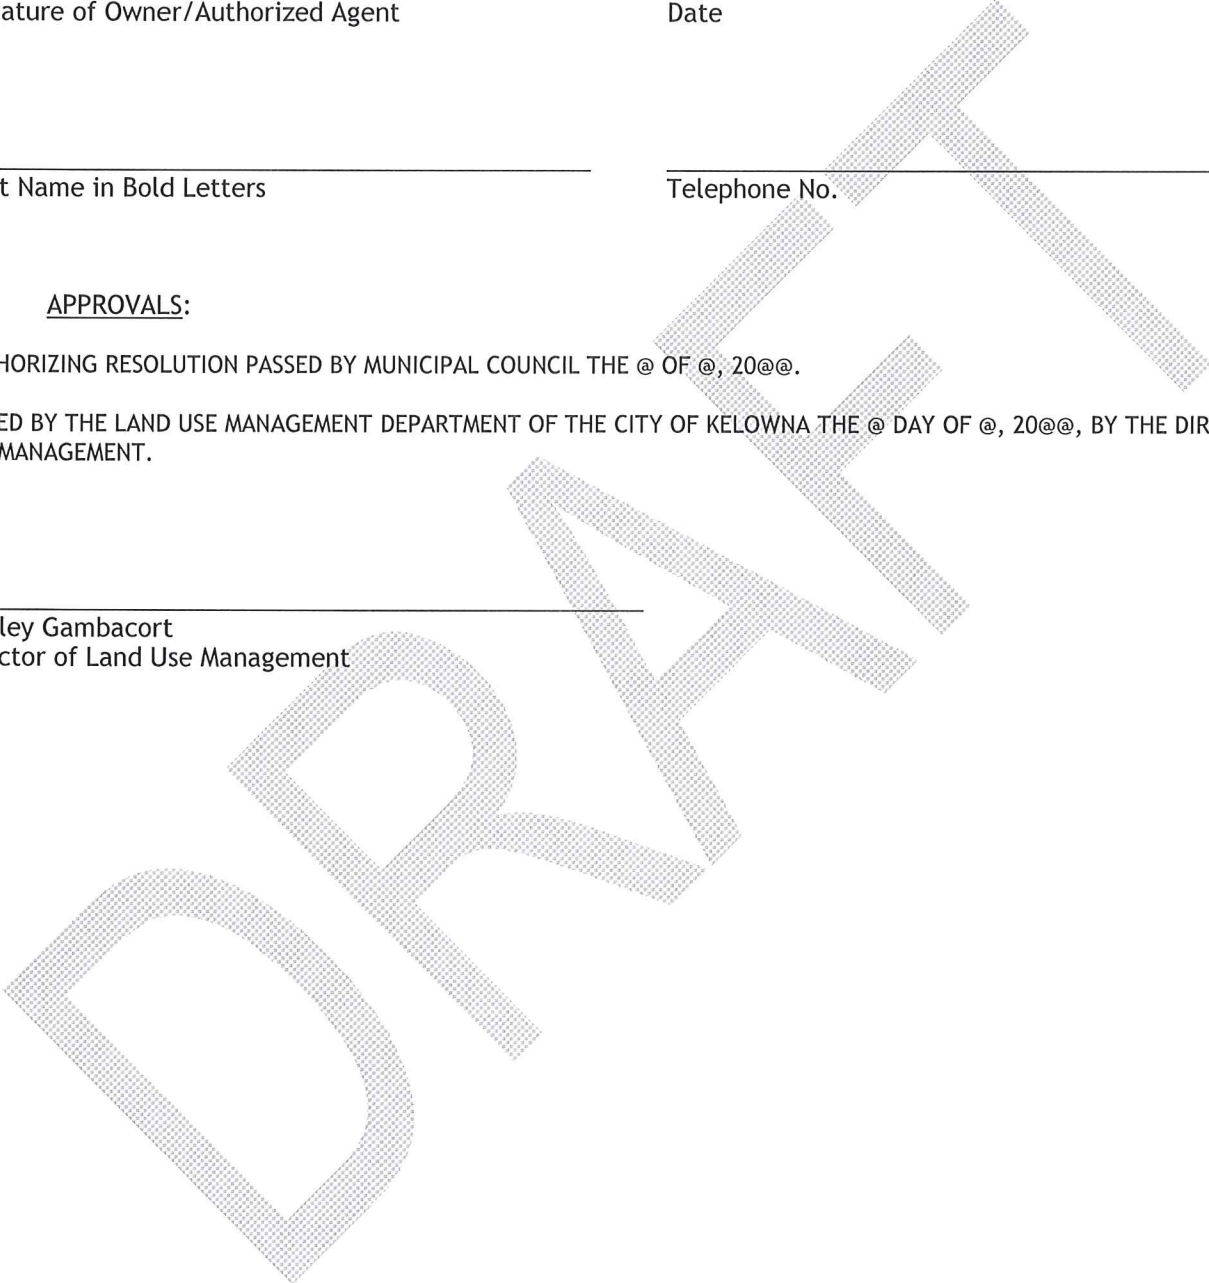 ature of Owner/Authorized Agent Date
t Name in Bold Letters Telephone No.
APPROVALS:
HORIZING RESOLUTION PASSED BY MUNICIPAL COUNCIL THE @ OF @, 20@@.
ED BY THE LAND USE MANAGEMENT DEPARTMENT OF THE CITY OF KELOWNA THE @ DAY OF @, 20@@, BY THE DIR
MANAGEMENT.
ley Gambacort
ctor of Land Use Management
DRAFT